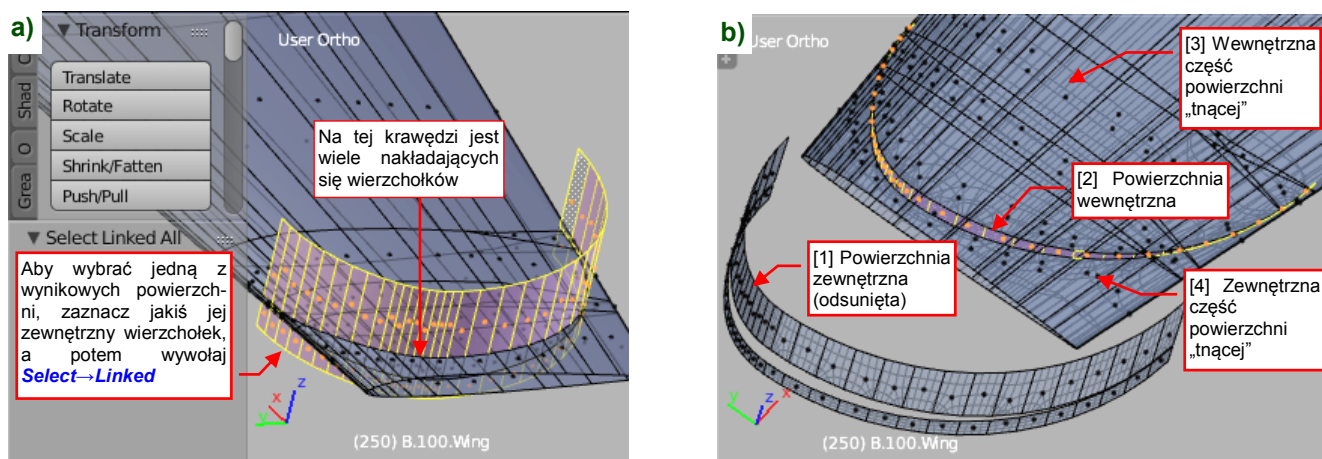 a)
Transform
Translate
Rotate
Scale
Shrink/Fatten
Push/Pull
Shad
O
Grea
Select Linked All
Aby wybrać jedną z
wynikowych powierzch-
ni, zaznacz jakiś jej
zewnętrzny wierzchołek,
a potem wywołaj
Select→Linked
User Ortho
Na tej krawędzi jest
wiele nakładających
się wierzchołków
z
x
y
(250) B.100.Wing
b)
User Ortho
[3] Wewnętrzna
część
powierzchni
„tnącej”
[2] Powierzchnia
wewnętrzna
[1] Powierzchnia
zewnętrzna
(odsunięta)
[4] Zewnętrzna
część
powierzchni
„tnącej”
y
z
x
(250) B.100.Wing